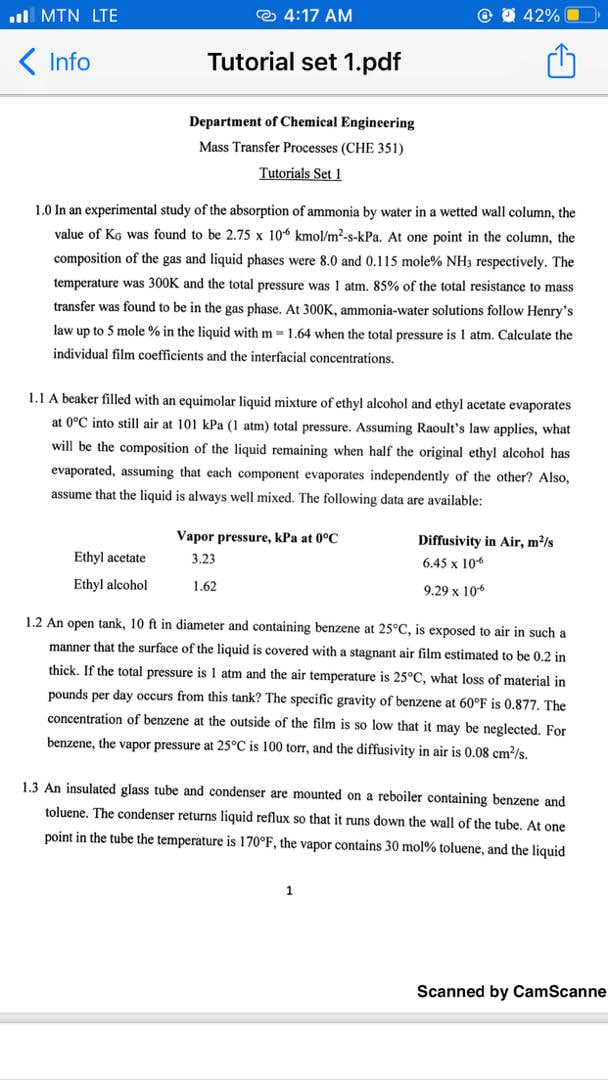 MTN LTE 4:17 AM 42%
Info Tutorial set 1.pdf
Department of Chemical Engineering
Mass Transfer Processes (CHE 351)
Tutorials Set 1
1.0 In an experimental study of the absorption of ammonia by water in a wetted wall column, the
value of KG was found to be 2.75 x 10⁻⁶ kmol/m²-s-kPa. At one point in the column, the
composition of the gas and liquid phases were 8.0 and 0.115 mole% NH₃ respectively. The
temperature was 300K and the total pressure was 1 atm. 85% of the total resistance to mass
transfer was found to be in the gas phase. At 300K, ammonia-water solutions follow Henry's
law up to 5 mole % in the liquid with m = 1.64 when the total pressure is 1 atm. Calculate the
individual film coefficients and the interfacial concentrations.
1.1 A beaker filled with an equimolar liquid mixture of ethyl alcohol and ethyl acetate evaporates
at 0°C into still air at 101 kPa (1 atm) total pressure. Assuming Raoult's law applies, what
will be the composition of the liquid remaining when half the original ethyl alcohol has
evaporated, assuming that each component evaporates independently of the other? Also,
assume that the liquid is always well mixed. The following data are available:
Vapor pressure, kPa at 0°C Diffusivity in Air, m²/s
Ethyl acetate 3.23 6.45 x 10⁻⁶
Ethyl alcohol 1.62 9.29 x 10⁻⁶
1.2 An open tank, 10 ft in diameter and containing benzene at 25°C, is exposed to air in such a
manner that the surface of the liquid is covered with a stagnant air film estimated to be 0.2 in
thick. If the total pressure is 1 atm and the air temperature is 25°C, what loss of material in
pounds per day occurs from this tank? The specific gravity of benzene at 60°F is 0.877. The
concentration of benzene at the outside of the film is so low that it may be neglected. For
benzene, the vapor pressure at 25°C is 100 torr, and the diffusivity in air is 0.08 cm²/s.
1.3 An insulated glass tube and condenser are mounted on a reboiler containing benzene and
toluene. The condenser returns liquid reflux so that it runs down the wall of the tube. At one
point in the tube the temperature is 170°F, the vapor contains 30 mol% toluene, and the liquid
1
Scanned by CamScanne